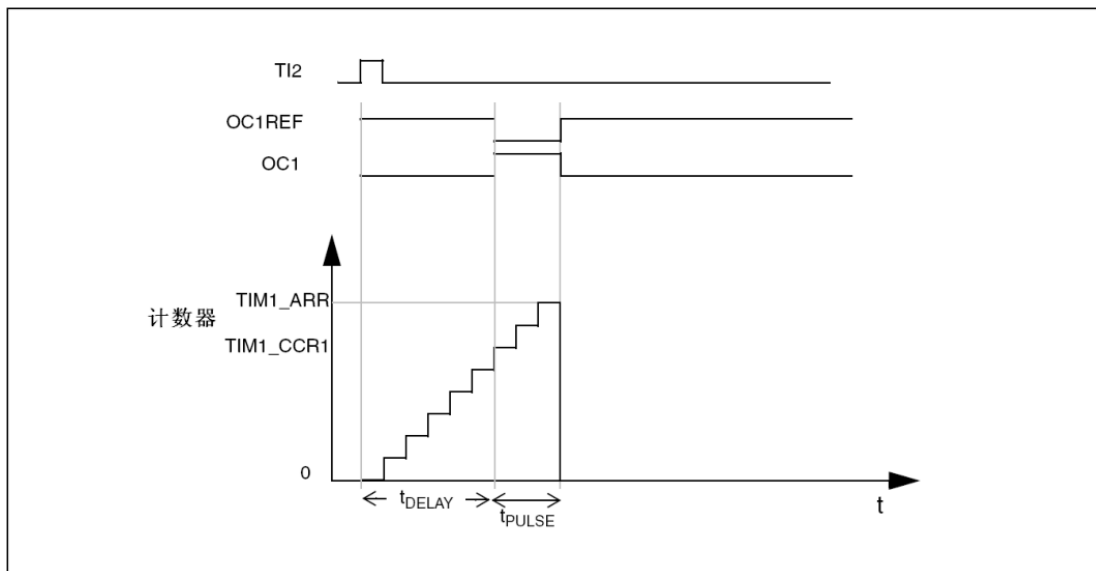 TI2
OC1REF
OC1
TIM1_ARR
计数器
TIM1_CCR1
0
tDELAY
tPULSE
t